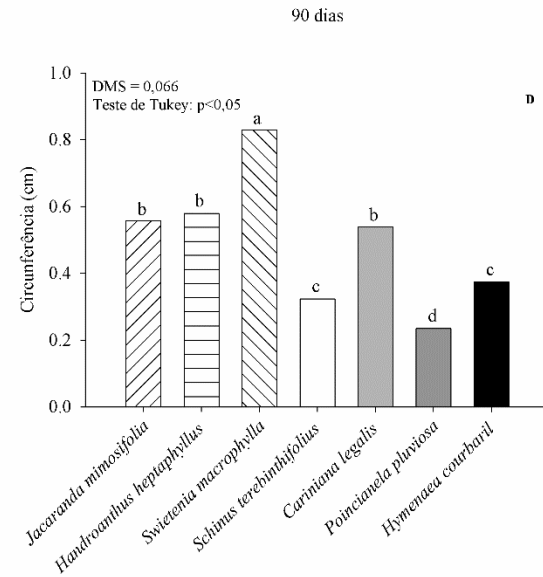 90 dias
DMS = 0,066
Teste de Tukey: p<0,05
D
Circunferência (cm)
1.0
0.8
0.6
0.4
0.2
0.0
b
b
a
c
b
d
c
Jacaranda mimosifolia
Handroanthus heptaphyllus
Swietenia macrophylla
Schinus terebinthifolius
Cariniana legalis
Poincianela pluviosa
Hymenaea courbaril